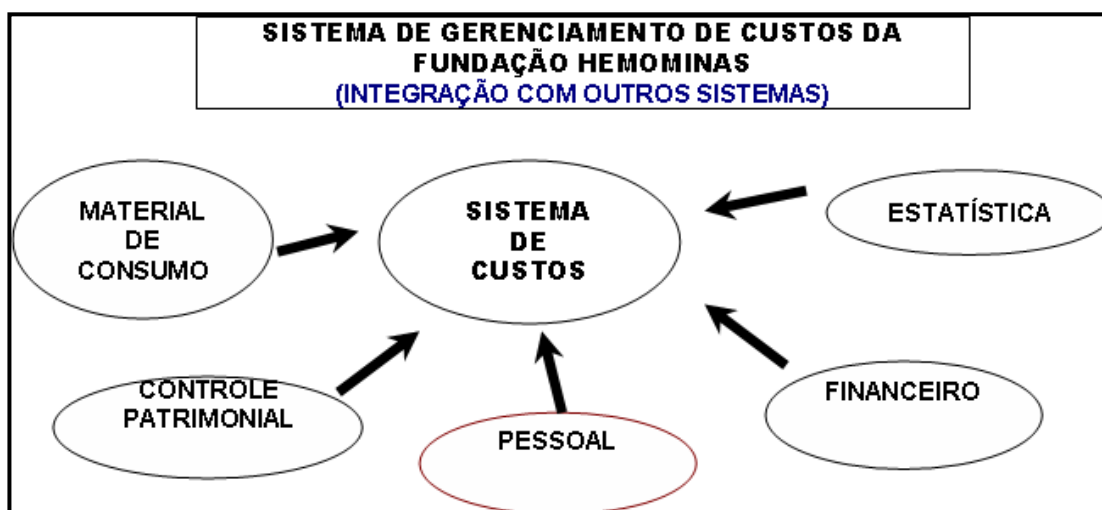 SISTEMA DE GERENCIAMENTO DE CUSTOS DA
FUNDAÇÃO HEMOMINAS
(INTEGRAÇÃO COM OUTROS SISTEMAS)
MATERIAL
DE
CONSUMO
SISTEMA
DE
CUSTOS
ESTATÍSTICA
CONTROLE
PATRIMONIAL
PESSOAL
FINANCEIRO